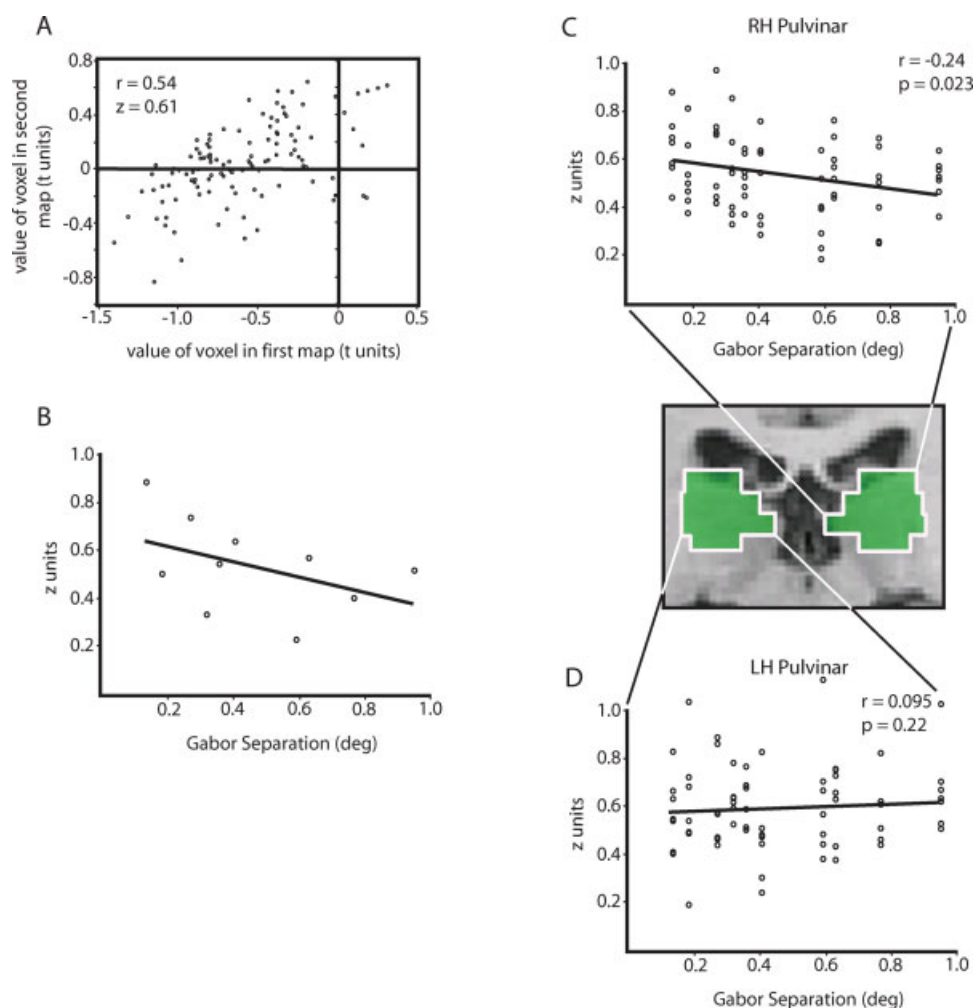 A
0.8
0.4
0
-0.4
-0.8
-1.5
-1.0
-0.5
0
0.5
r = 0.54
z = 0.61
value of voxel in second
map (t units)
value of voxel in first map (t units)
B
1.0
0.8
0.6
0.4
0.2
z units
0.2
0.4
0.6
0.8
1.0
Gabor Separation (deg)
C
RH Pulvinar
r = -0.24
p = 0.023
1.0
0.8
0.6
0.4
0.2
z units
0.2
0.4
0.6
0.8
1.0
Gabor Separation (deg)
D
LH Pulvinar
r = 0.095
p = 0.22
1.0
0.8
0.6
0.4
0.2
z units
0.2
0.4
0.6
0.8
1.0
Gabor Separation (deg)